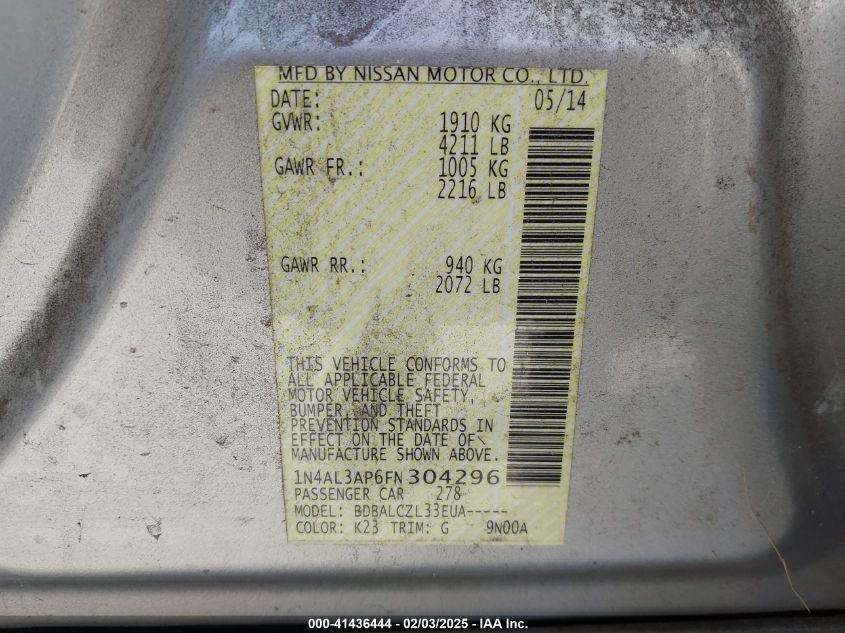 MFD BY NISSAN MOTOR CO., LTD.
DATE: 05/14
GVWR: 1910 KG
4211 LB
GAWR FR.: 1005 KG
2216 LB
GAWR RR.: 940 KG
2072 LB
THIS VEHICLE CONFORMS TO
ALL APPLICABLE FEDERAL
MOTOR VEHICLE SAFETY,
BUMPER, AND THEFT
PREVENTION STANDARDS IN
EFFECT ON THE DATE OF
MANUFACTURE SHOWN ABOVE.
1N4AL3AP6FN 304296
PASSENGER CAR 278
MODEL: BDBALCZL33EUA-----
COLOR: K23 TRIM: G 9N00A
000-41436444 - 02/03/2025 - IAA Inc.